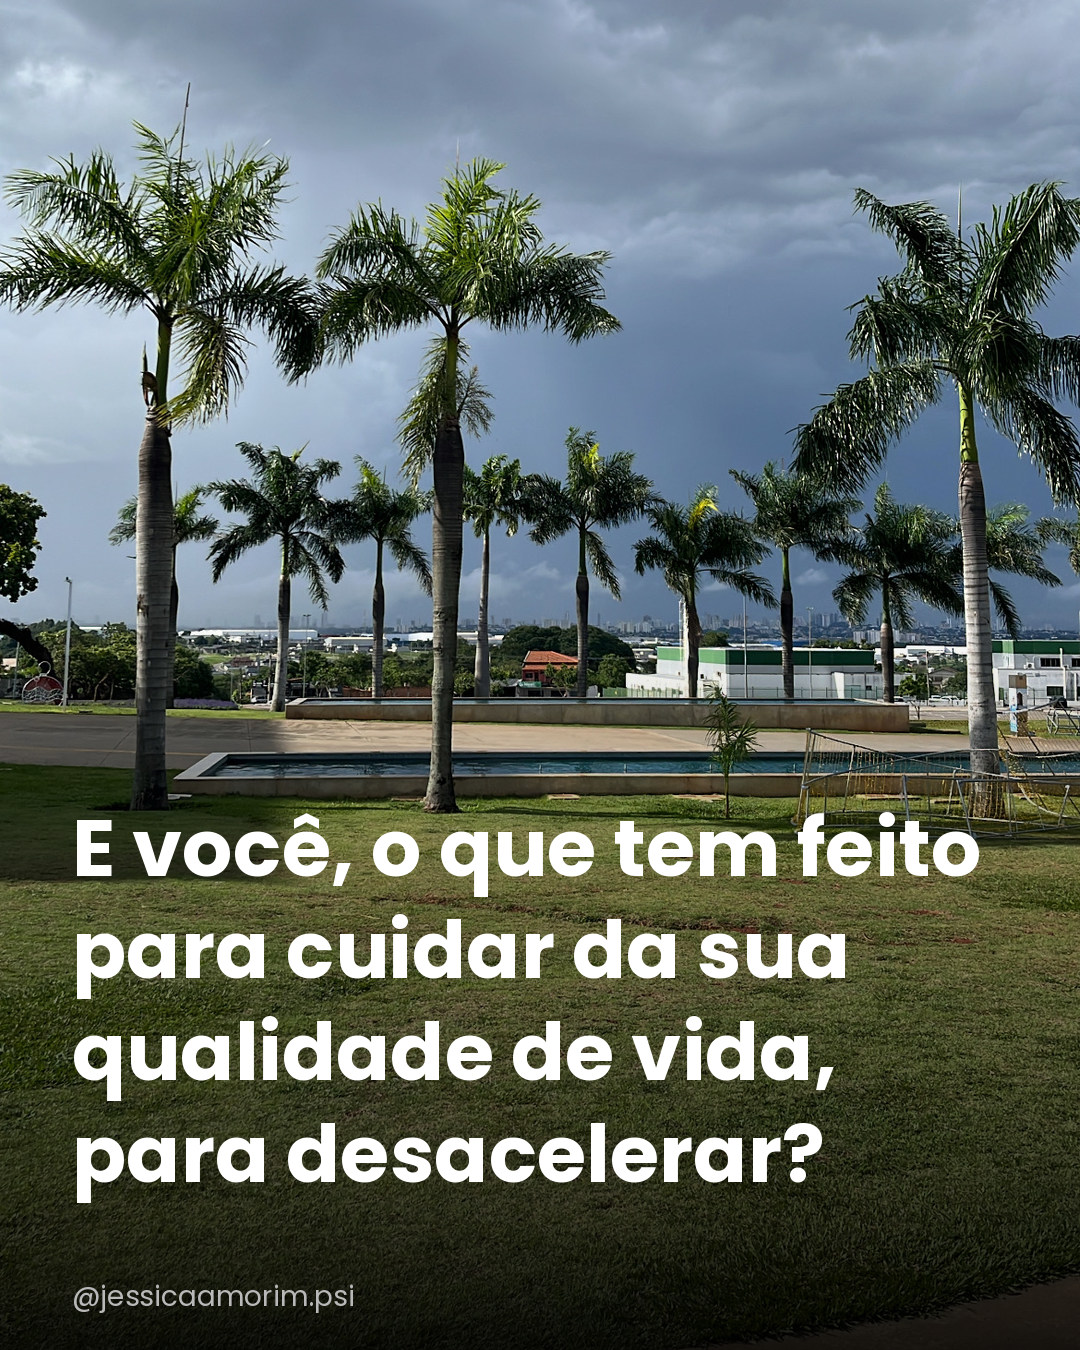 E você, o que tem feito
para cuidar da sua
qualidade de vida,
para desacelerar?
@jessicaamorim.psi